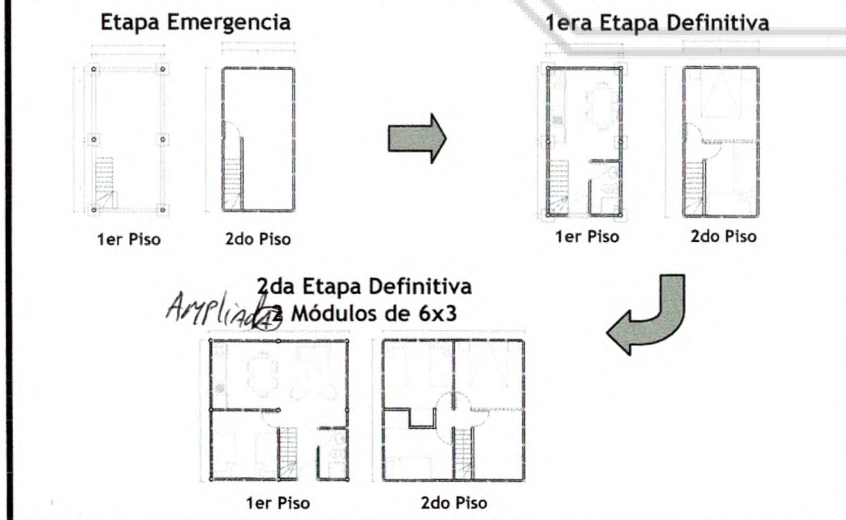 Etapa Emergencia
1er Piso
2do Piso
1era Etapa Definitiva
1er Piso
2do Piso
2da Etapa Definitiva
Ampliada 2 Módulos de 6x3
1er Piso
2do Piso